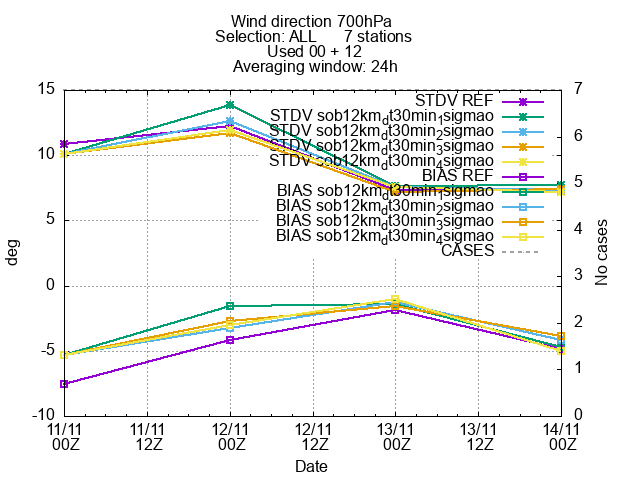 Wind direction 700hPa
Selection: ALL 7 stations
Used 00 + 12
Averaging window: 24h
15
10
5
0
-5
-10
deg
7
6
5
4
3
2
1
0
No cases
STDV REF
STDV sob12km_dt30min_1sigmao
STDV sob12km_dt30min_2sigmao
STDV sob12km_dt30min_3sigmao
STDV sob12km_dt30min_4sigmao
BIAS REF
BIAS sob12km_dt30min_1sigmao
BIAS sob12km_dt30min_2sigmao
BIAS sob12km_dt30min_3sigmao
BIAS sob12km_dt30min_4sigmao
CASES
11/11 11/11 12/11 12/11 13/11 13/11 14/11
00Z 12Z 00Z 12Z 00Z 12Z 00Z
Date